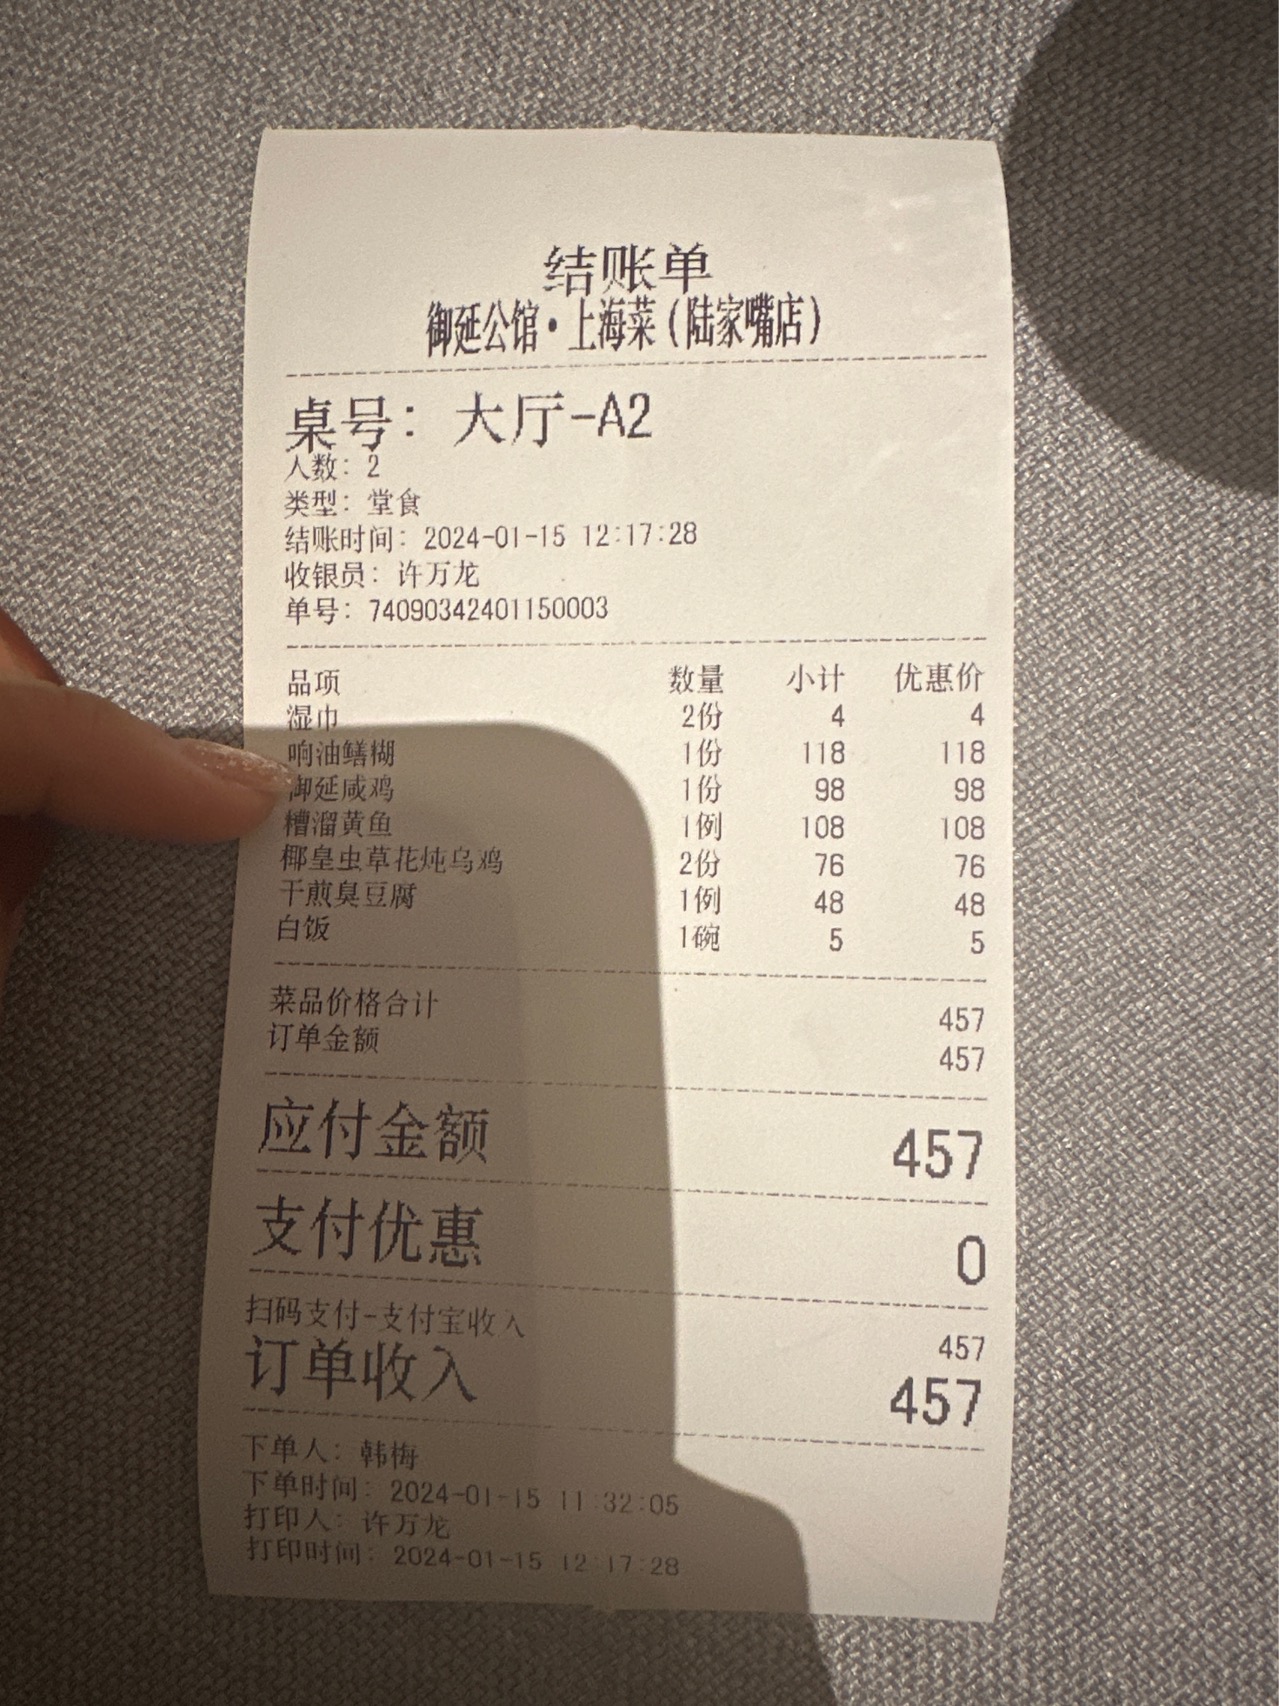 结账单
御延公馆·上海菜(陆家嘴店)
桌号: 大厅-A2
人数: 2
类型: 堂食
结账时间: 2024-01-15 12:17:28
收银员: 许万龙
单号: 74090342401150003
品项 数量 小计 优惠价
湿巾 2份 4 4
响油鳝糊 1份 118 118
御延咸鸡 1份 98 98
糟溜黄鱼 1例 108 108
椰皇虫草花炖乌鸡 2份 76 76
干煎臭豆腐 1例 48 48
白饭 1碗 5 5
菜品价格合计 457
订单金额 457
应付金额 457
支付优惠 0
扫码支付-支付宝收入 457
订单收入 457
下单人: 韩梅
下单时间: 2024-01-15 11:32:05
打印人: 许万龙
打印时间: 2024-01-15 12:17:28